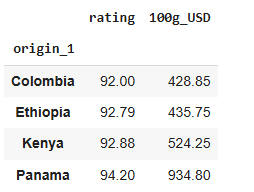 rating 100g_USD
origin_1
Colombia 92.00 428.85
Ethiopia 92.79 435.75
Kenya 92.88 524.25
Panama 94.20 934.80